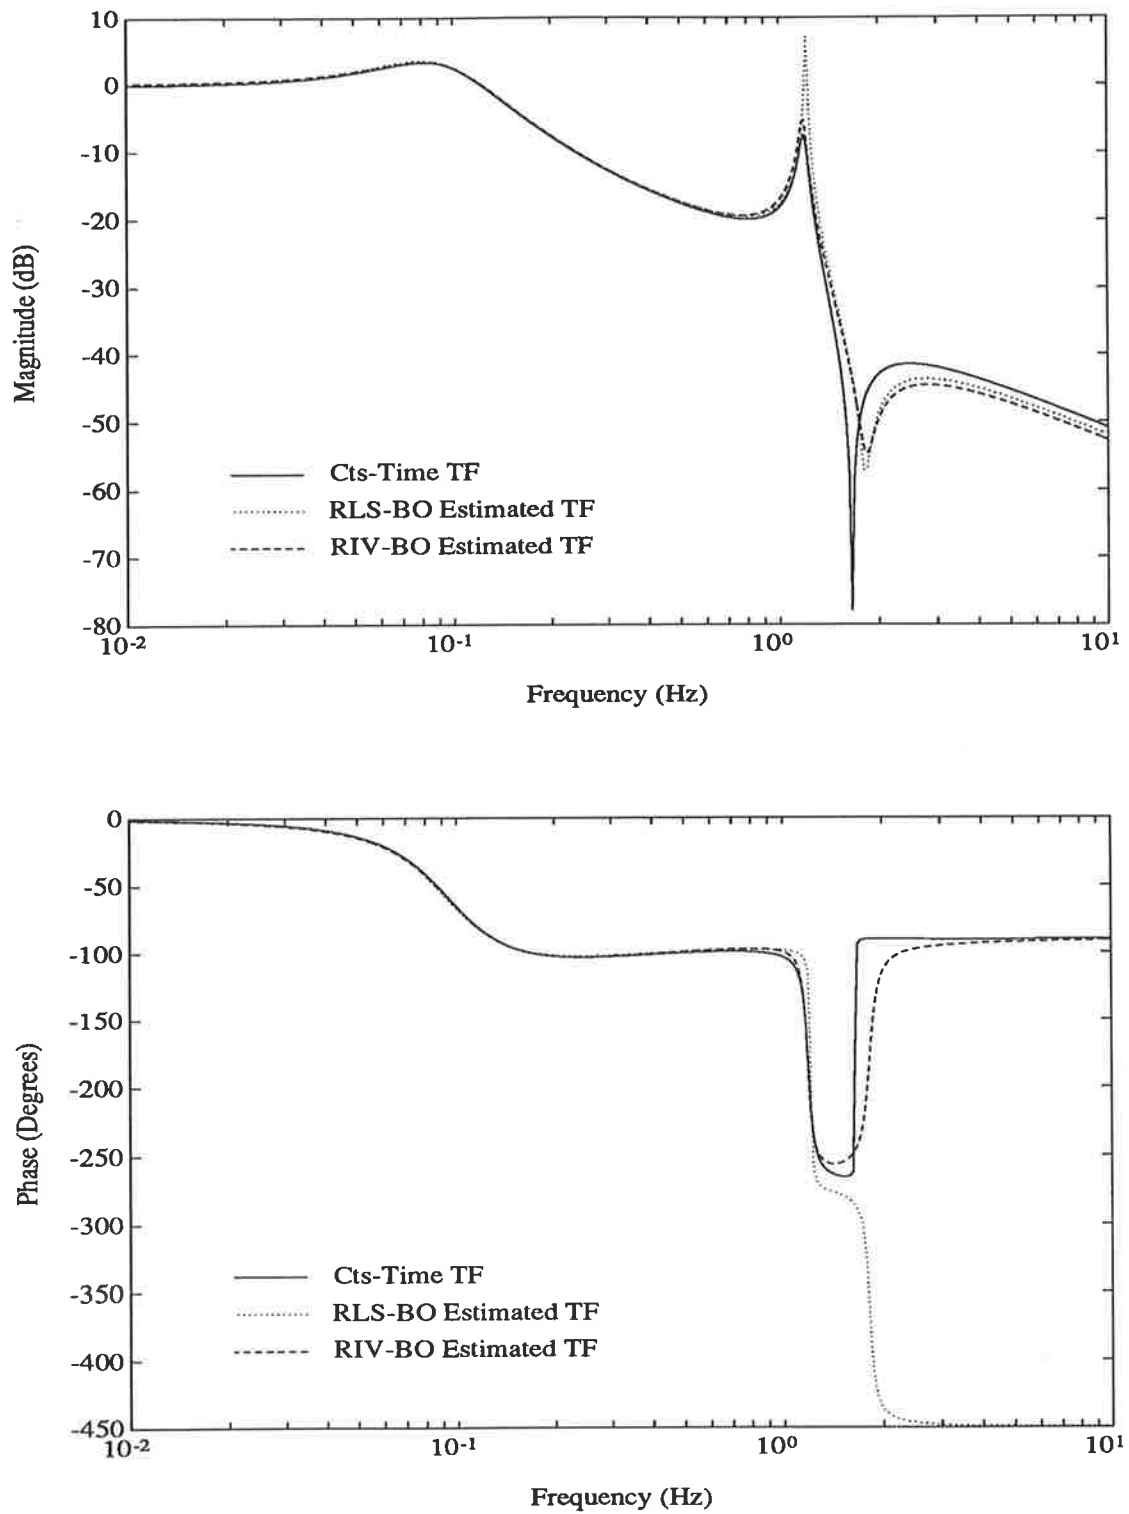 10
0
-10
-20
-30
-40
-50
-60
-70
-80
Magnitude (dB)
Cts-Time TF
RLS-BO Estimated TF
RIV-BO Estimated TF
10-2
10-1
100
101
Frequency (Hz)
0
-50
-100
-150
-200
-250
-300
-350
-400
-450
Phase (Degrees)
Cts-Time TF
RLS-BO Estimated TF
RIV-BO Estimated TF
10-2
10-1
100
101
Frequency (Hz)